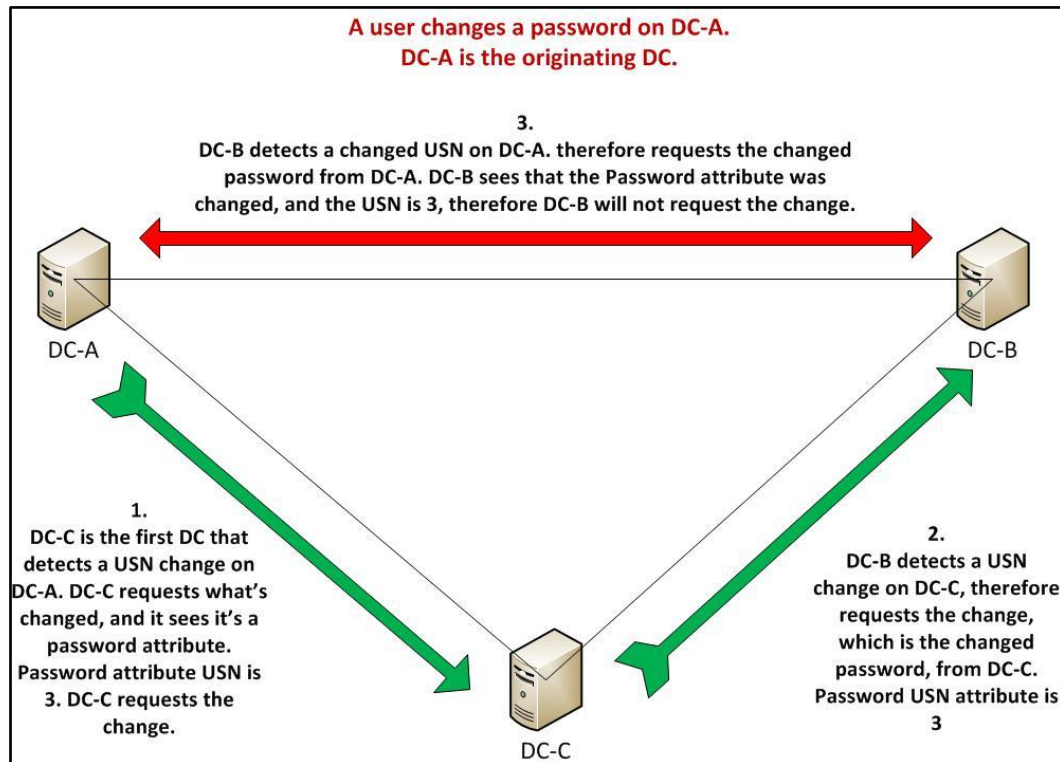 A user changes a password on DC-A.
DC-A is the originating DC.
3.
DC-B detects a changed USN on DC-A. therefore requests the changed
password from DC-A. DC-B sees that the Password attribute was
changed, and the USN is 3, therefore DC-B will not request the change.
DC-A
DC-B
1.
DC-C is the first DC that
detects a USN change on
DC-A. DC-C requests what's
changed, and it sees it's a
password attribute.
Password attribute USN is
3. DC-C requests the
change.
2.
DC-B detects a USN
change on DC-C, therefore
requests the change,
which is the changed
password, from DC-C.
Password USN attribute is
3
DC-C